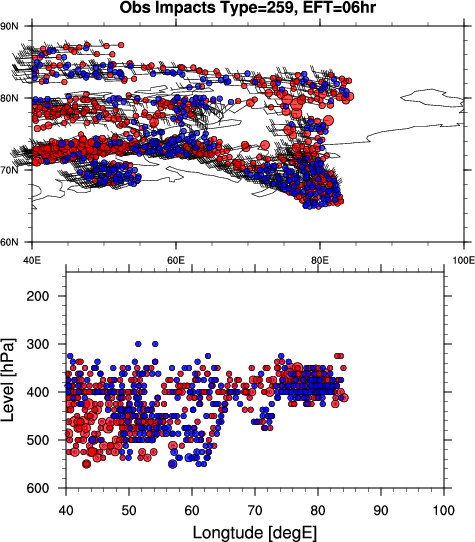 Obs Impacts Type=259, EFT=06hr
90N
80N
70N
60N
40E 60E 80E 100E
200
300
400
500
600
Level [hPa]
40 50 60 70 80 90 100
Longtude [degE]